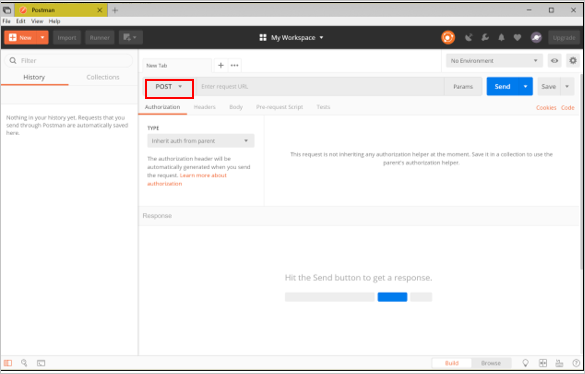 Postman
File Edit View Help
New Import Runner My Workspace Upgrade
Filter
History Collections
Nothing in your history yet. Requests that you
send through Postman are automatically saved
here.
New Tab
No Environment
POST Enter request URL Params Send Save
Authorization Headers Body Pre-request Script Tests Cookies Code
TYPE
Inherit auth from parent
The authorization header will be
automatically generated when you send
the request. Learn more about
authorization
This request is not inheriting any authorization helper at the moment. Save it in a collection to use the
parent's authorization helper.
Response
Hit the Send button to get a response.
Build Browse